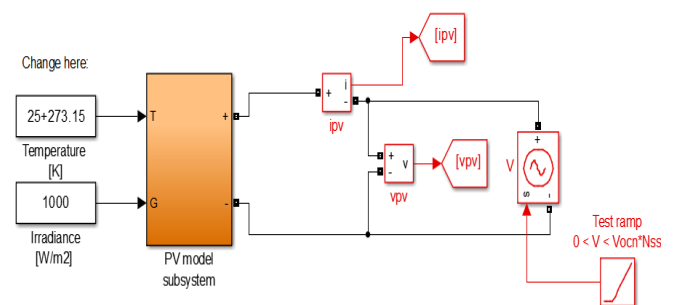 Change here:
25+273.15
Temperature
[K]
1000
Irradiance
[W/m2]
T
G
+
-
PV model
subsystem
+
i
-
ipv
[ipv]
+
-
v
vpv
[vpv]
V
+
s
-
Test ramp
0 < V < Vocn*Nss